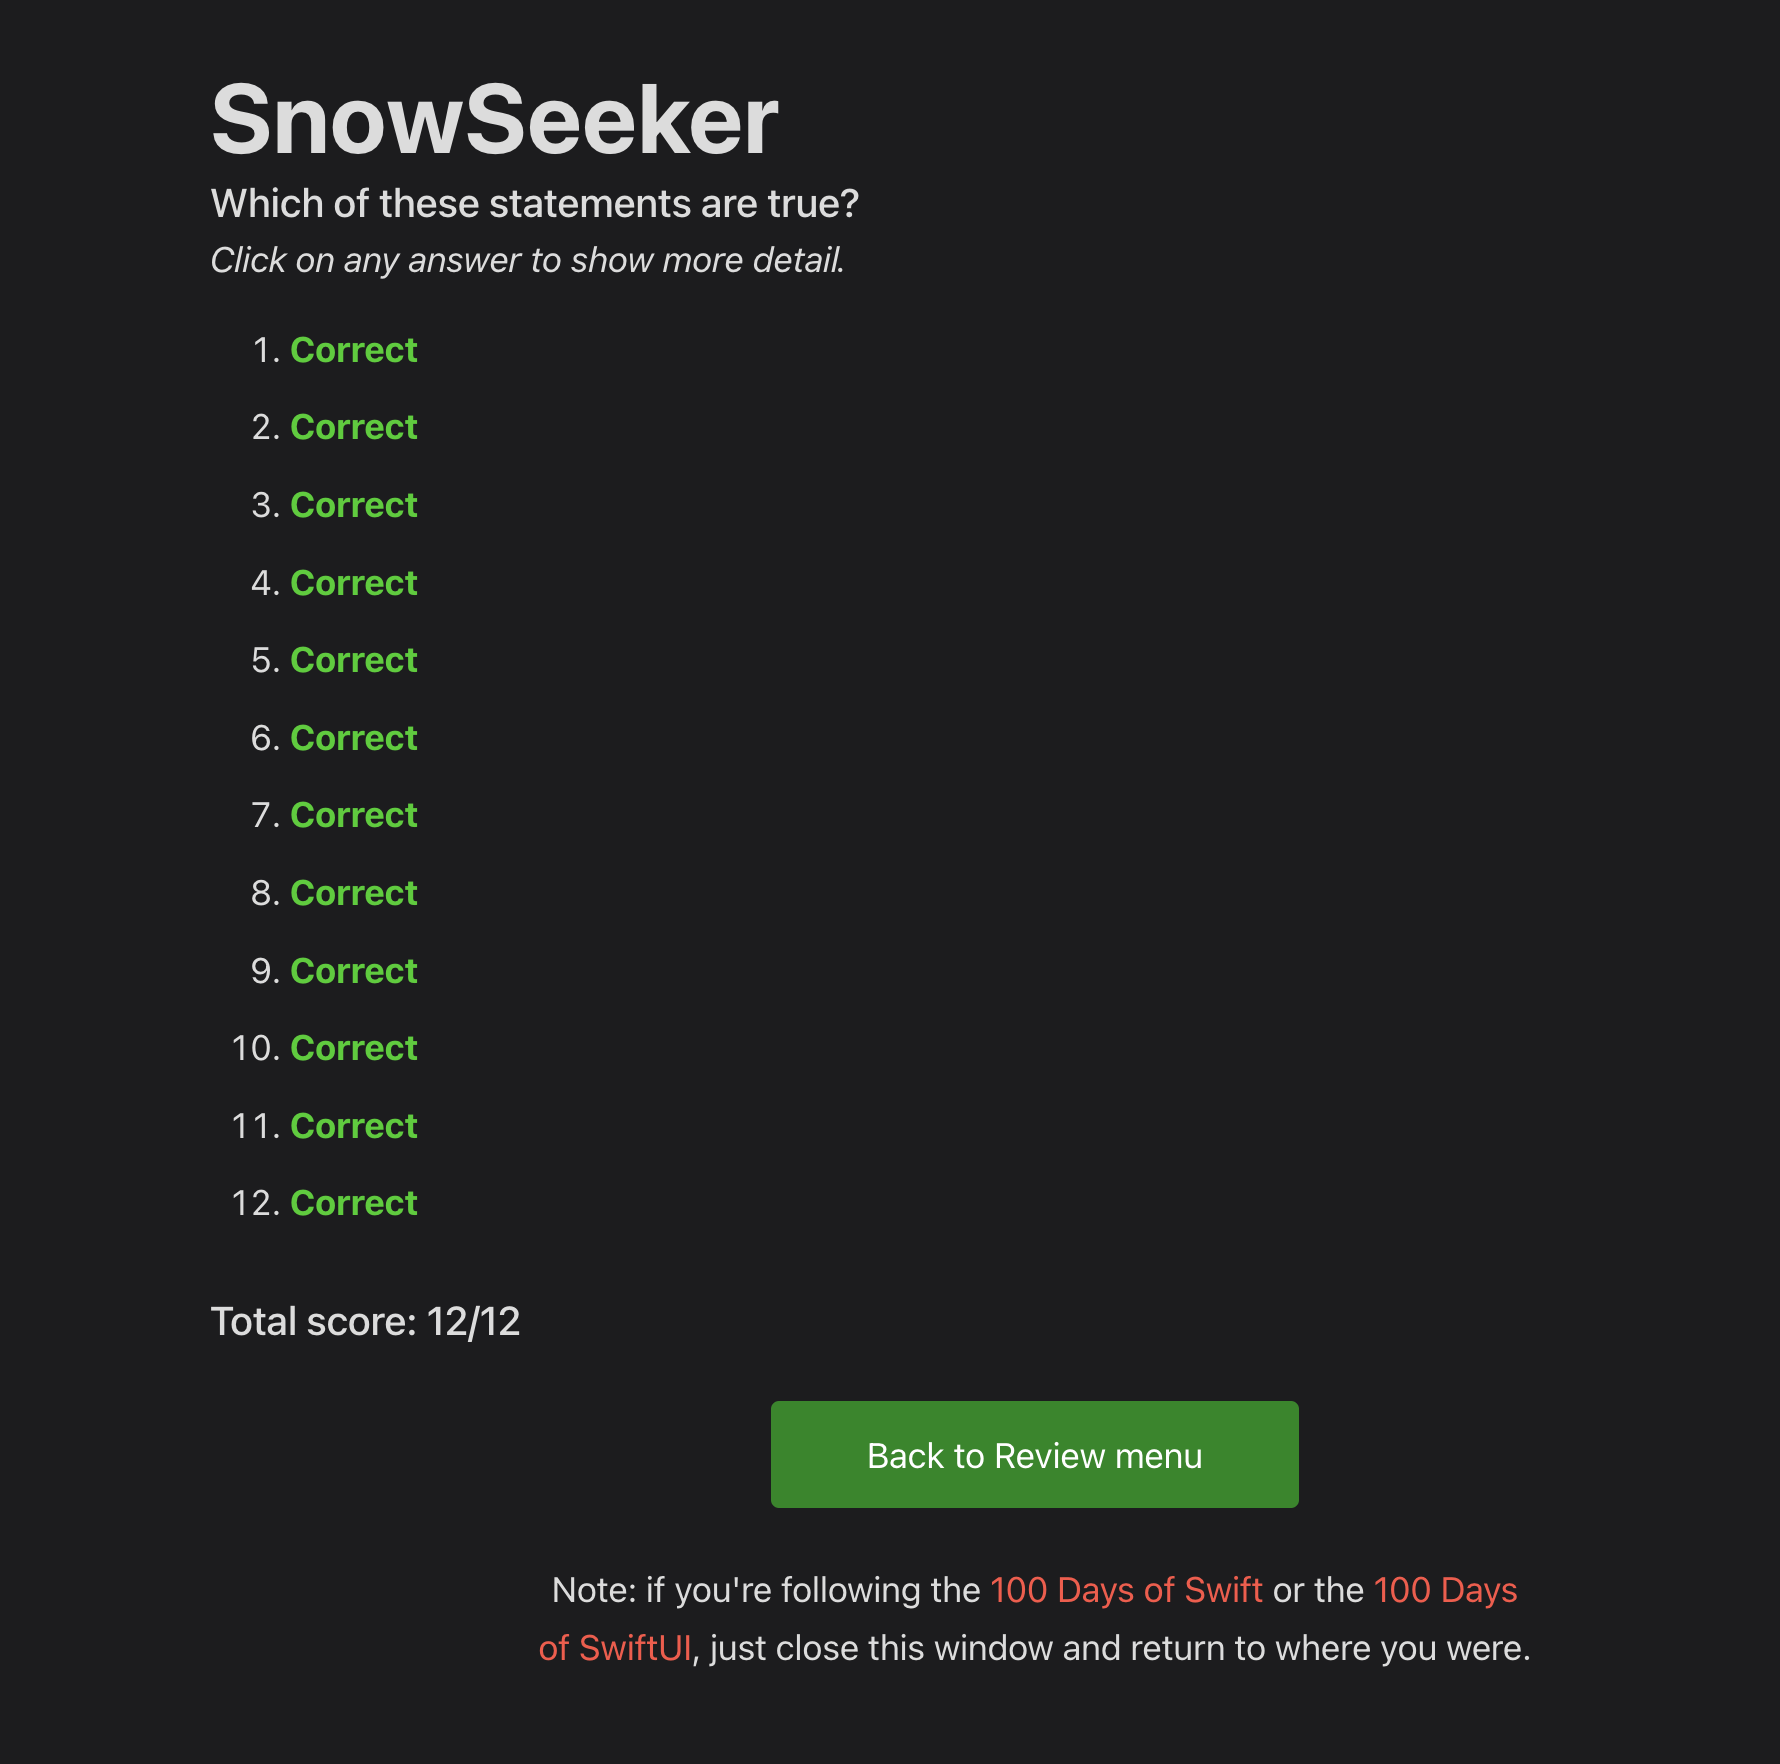 SnowSeeker
Which of these statements are true?
Click on any answer to show more detail.
1. Correct
2. Correct
3. Correct
4. Correct
5. Correct
6. Correct
7. Correct
8. Correct
9. Correct
10. Correct
11. Correct
12. Correct
Total score: 12/12
Back to Review menu
Note: if you're following the 100 Days of Swift or the 100 Days
of SwiftUI, just close this window and return to where you were.